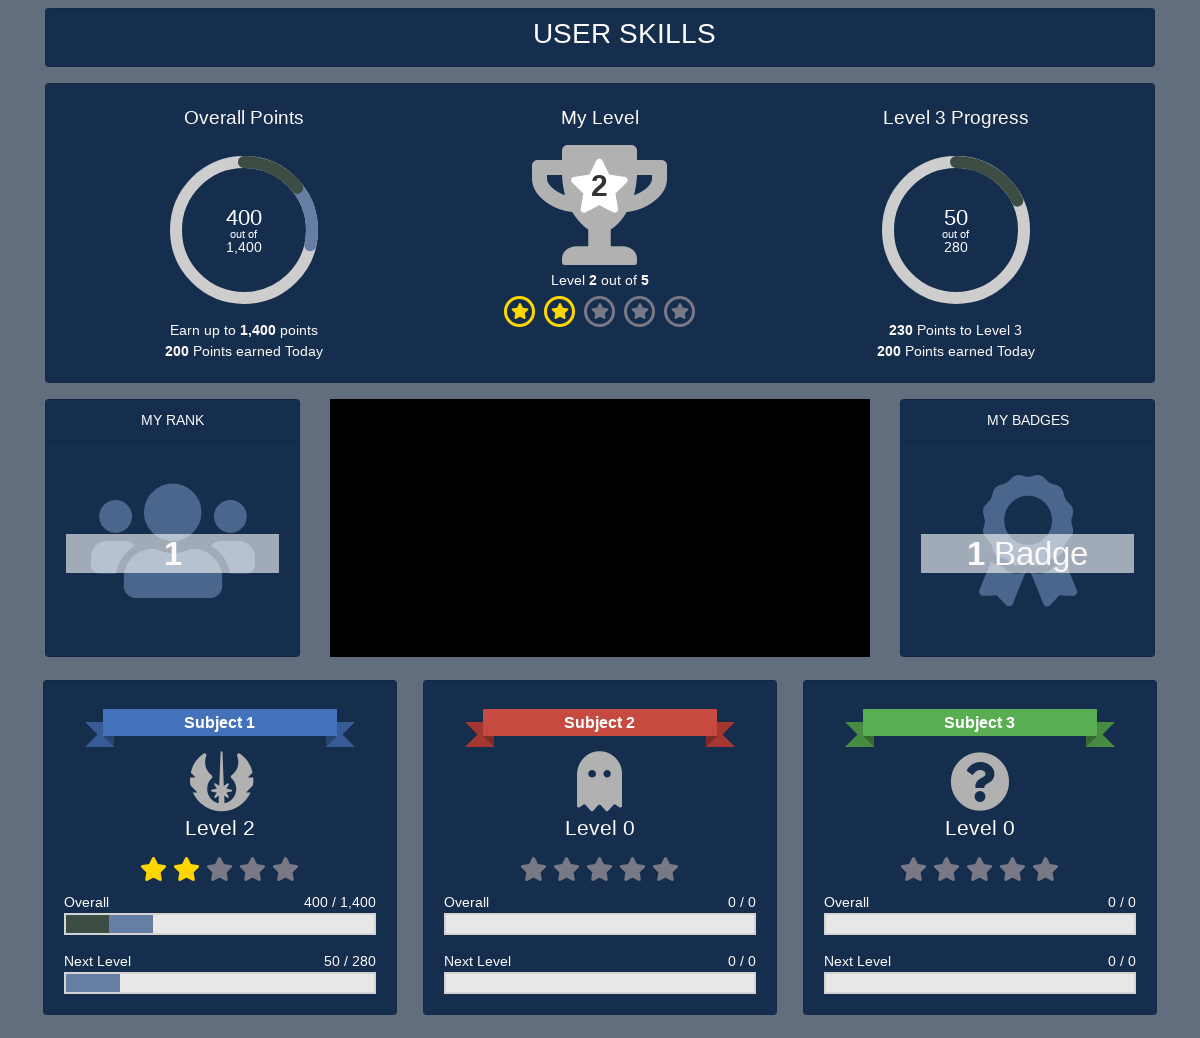 USER SKILLS
Overall Points
400
out of
1,400
Earn up to 1,400 points
200 Points earned Today
My Level
2
Level 2 out of 5
Level 3 Progress
50
out of
280
230 Points to Level 3
200 Points earned Today
MY RANK
1
MY BADGES
1 Badge
Subject 1
Level 2
Overall 400 / 1,400
Next Level 50 / 280
Subject 2
Level 0
Overall 0 / 0
Next Level 0 / 0
Subject 3
?
Level 0
Overall 0 / 0
Next Level 0 / 0